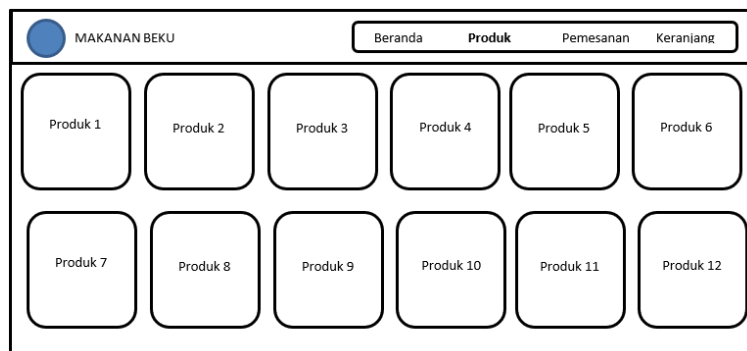 MAKANAN BEKU
Beranda Produk Pemesanan Keranjang
Produk 1 Produk 2 Produk 3 Produk 4 Produk 5 Produk 6
Produk 7 Produk 8 Produk 9 Produk 10 Produk 11 Produk 12